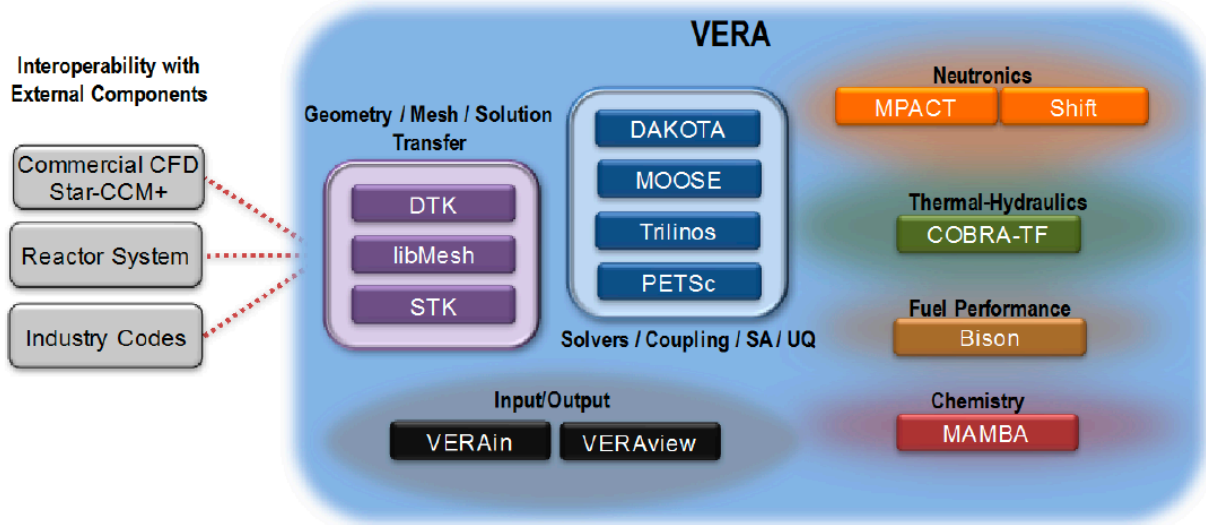 VERA
Interoperability with
External Components
Commercial CFD
Star-CCM+
Reactor System
Industry Codes
Geometry / Mesh / Solution
Transfer
DTK
libMesh
STK
DAKOTA
MOOSE
Trilinos
PETSc
Solvers / Coupling / SA / UQ
Input/Output
VERAin
VERAview
Neutronics
MPACT
Shift
Thermal-Hydraulics
COBRA-TF
Fuel Performance
Bison
Chemistry
MAMBA